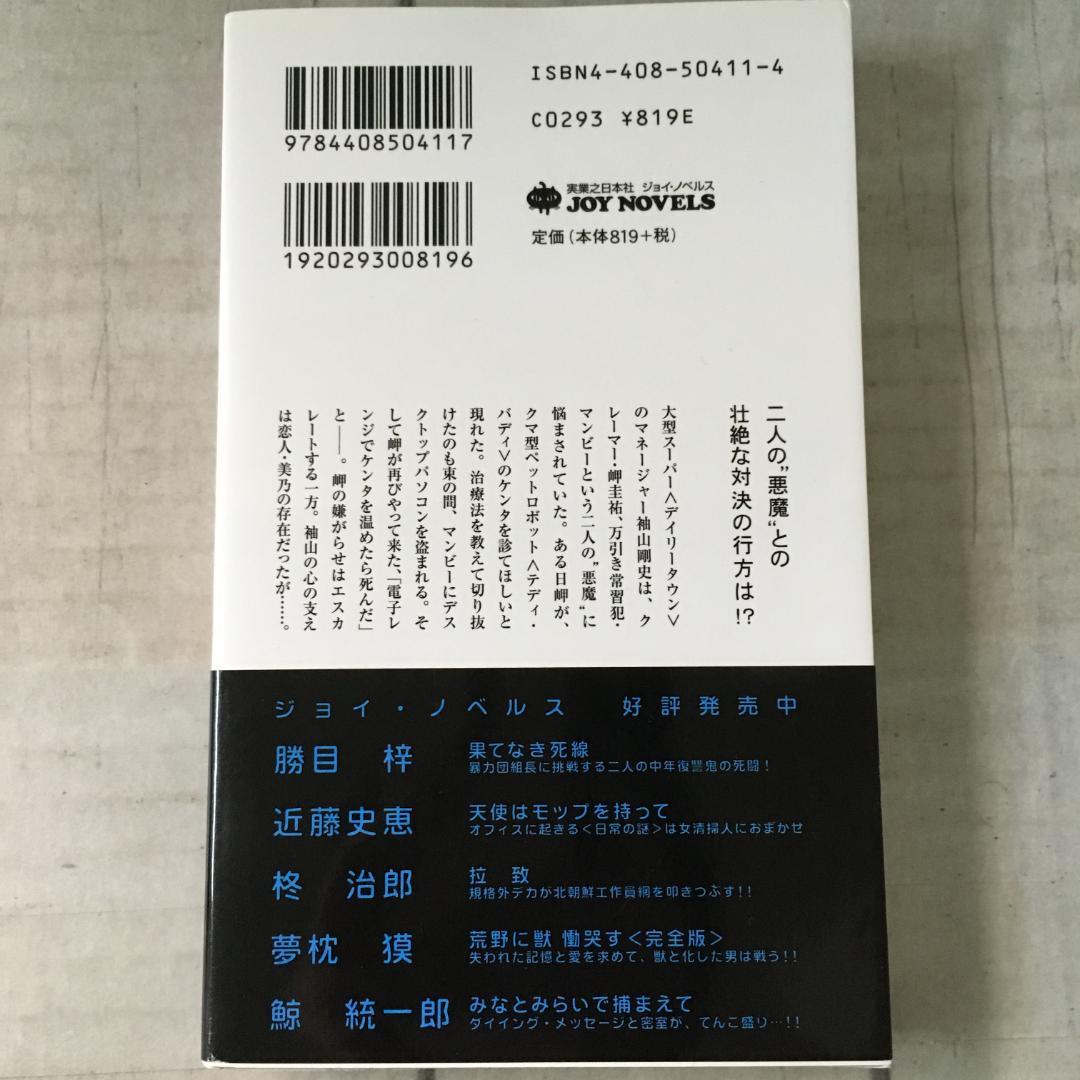 ISBN4-408-50411-4
9784408504117
C0293 ¥819E
1920293008196
実業之日本社 ジョイ・ノベルス
JOY NOVELS
定価(本体819+税)
二人の”悪魔“との
壮絶な対決の行方は!?
大型スーパー<デイリータウン>
のマネージャー袖山剛史は、ク
レーマー・岬圭祐、万引き常習犯・
マンビーという二人の”悪魔“に
悩まされていた。ある日岬が、
クマ型ペットロボット<テディ・
バディ>のケンタを診てほしいと
現れた。治療法を教えて切り抜
けたのも束の間、マンビーにデス
クトップパソコンを盗まれる。そ
して岬が再びやって来た、「電子レ
ンジでケンタを温めたら死んだ」
と――。岬の嫌がらせはエスカ
レートする一方。袖山の心の支え
は恋人・美乃の存在だったが……。
ジョイ・ノベルス 好評発売中
勝目 梓 果てなき死線
暴力団組長に挑戦する二人の中年復讐鬼の死闘!
近藤史恵 天使はモップを持って
オフィスに起きる<日常の謎>は女清掃人におまかせ
柊 治郎 拉 致
規格外デカが北朝鮮工作員網を叩きつぶす!!
夢枕 獏 荒野に獣 慟哭す<完全版>
失われた記憶と愛を求めて、獣と化した男は戦う!!
鯨 統一郎 みなとみらいで捕まえて
ダイイング・メッセージと密室が、てんこ盛り…!!